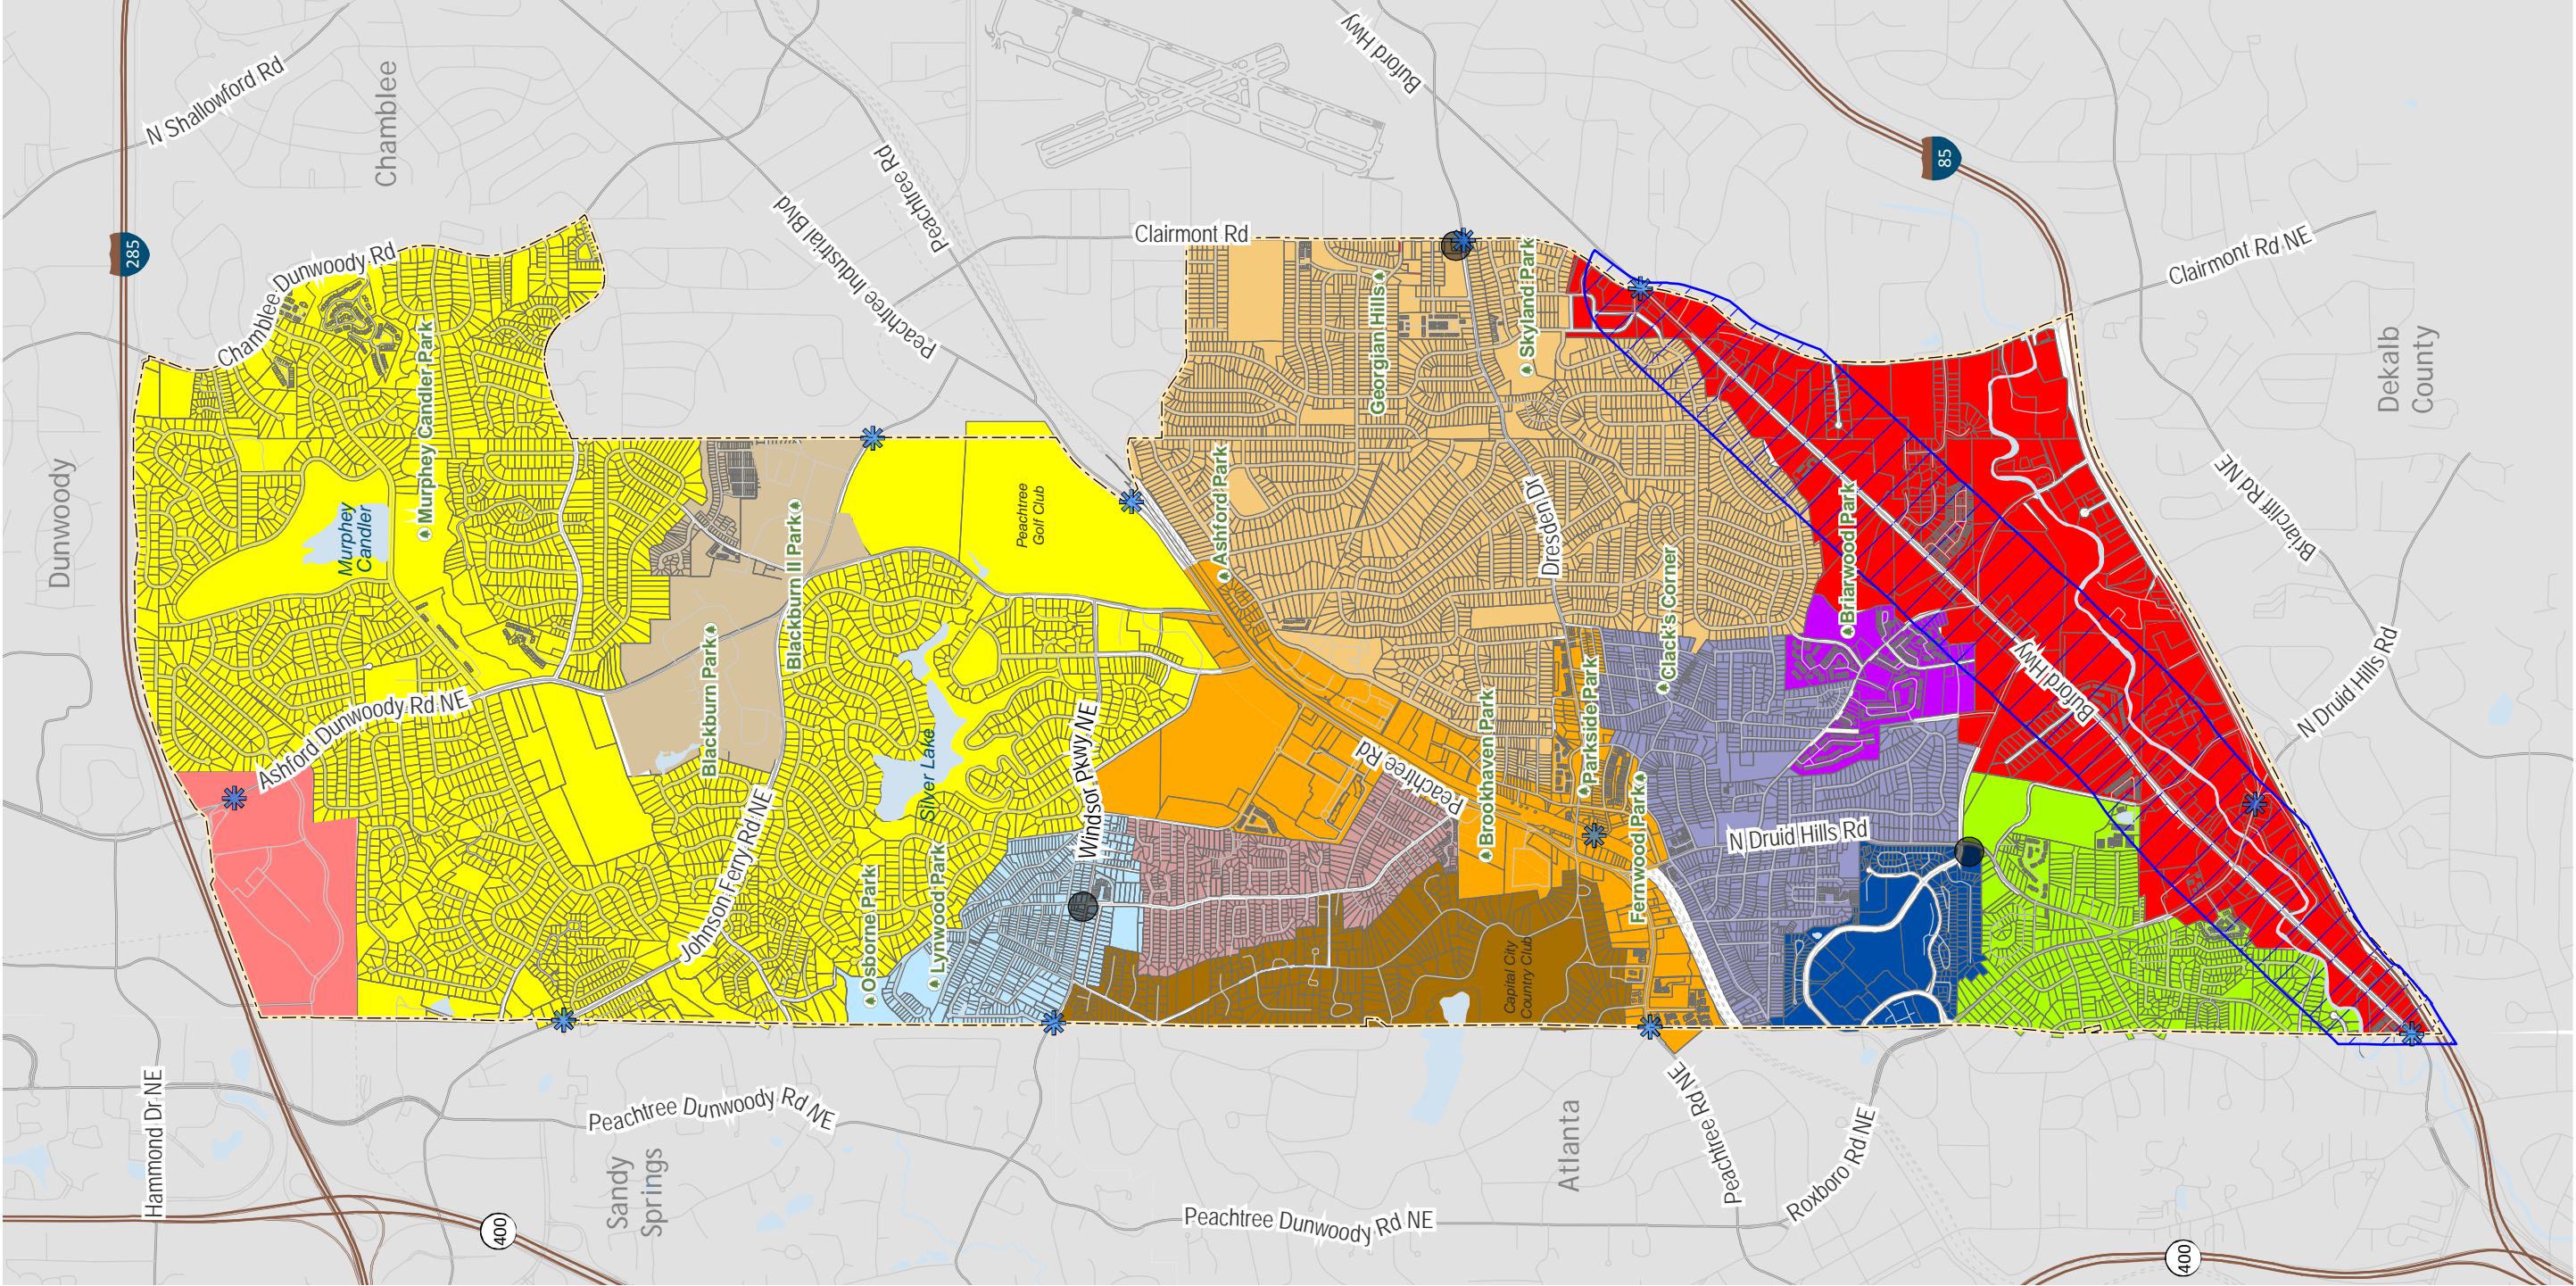 N Shallowford Rd
Chamblee
285
Chamblee Dunwoody Rd
Dunwoody
Murphey
Candler
Murphey Candler Park
Ashford Dunwoody Rd NE
Hammond Dr NE
Peachtree Rd
Peachtree Industrial Blvd
Blackburn II Park
Blackburn Park
Peachtree
Golf Club
Silver Lake
Windsor Pkwy NE
Johnson Ferry Rd NE
Osborne Park
Lynwood Park
Peachtree Dunwoody Rd NE
Sandy
Springs
400
Buford Hwy
Clairmont Rd
Georgian Hills
Skyland Park
Ashford Park
Dresden Dr
Clack's Corner
Peachtree Rd
Brookhaven Park
Parkside Park
Fernwood Park
Capital City
Country Club
Atlanta
Peachtree Dunwoody Rd NE
Peachtree Rd NE
Roxboro Rd NE
85
Clairmont Rd NE
Dekalb
County
Briarcliff Rd NE
Briarwood Park
Buford Hwy
N Druid Hills Rd
N Druid Hills Rd
400